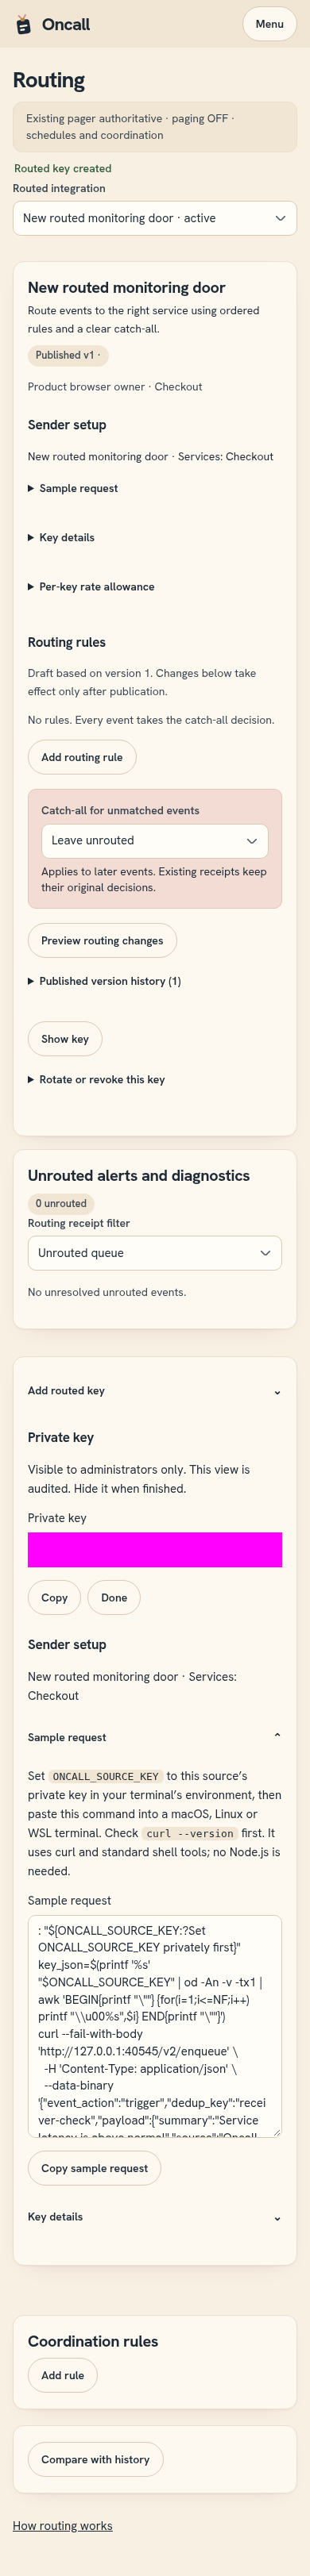 Oncall
Menu
Routing
Existing pager authoritative · paging OFF ·
schedules and coordination
Routed key created
Routed integration
New routed monitoring door · active
New routed monitoring door
Route events to the right service using ordered
rules and a clear catch-all.
Published v1 ·
Product browser owner · Checkout
Sender setup
New routed monitoring door · Services: Checkout
Sample request
Key details
Per-key rate allowance
Routing rules
Draft based on version 1. Changes below take
effect only after publication.
No rules. Every event takes the catch-all decision.
Add routing rule
Catch-all for unmatched events
Leave unrouted
Applies to later events. Existing receipts keep
their original decisions.
Preview routing changes
Published version history (1)
Show key
Rotate or revoke this key
Unrouted alerts and diagnostics
0 unrouted
Routing receipt filter
Unrouted queue
No unresolved unrouted events.
Add routed key
Private key
Visible to administrators only. This view is
audited. Hide it when finished.
Private key
Copy
Done
Sender setup
New routed monitoring door · Services:
Checkout
Sample request
Set ONCALL_SOURCE_KEY to this source’s
private key in your terminal’s environment, then
paste this command into a macOS, Linux or
WSL terminal. Check curl --version first. It
uses curl and standard shell tools; no Node.js is
needed.
Sample request
: "${ONCALL_SOURCE_KEY:?Set
ONCALL_SOURCE_KEY privately first}"
key_json=$(printf '%s'
"$ONCALL_SOURCE_KEY" | od -An -v -tx1 |
awk 'BEGIN{printf "\""} {for(i=1;i<=NF;i++)
printf "\\u00%s",$i} END{printf "\""}')
curl --fail-with-body
'http://127.0.0.1:40545/v2/enqueue' \
-H 'Content-Type: application/json' \
--data-binary
'{"event_action":"trigger","dedup_key":"recei
ver-check","payload":{"summary":"Service
latency is above normal","source":"Oncall
Copy sample request
Key details
Coordination rules
Add rule
Compare with history
How routing works